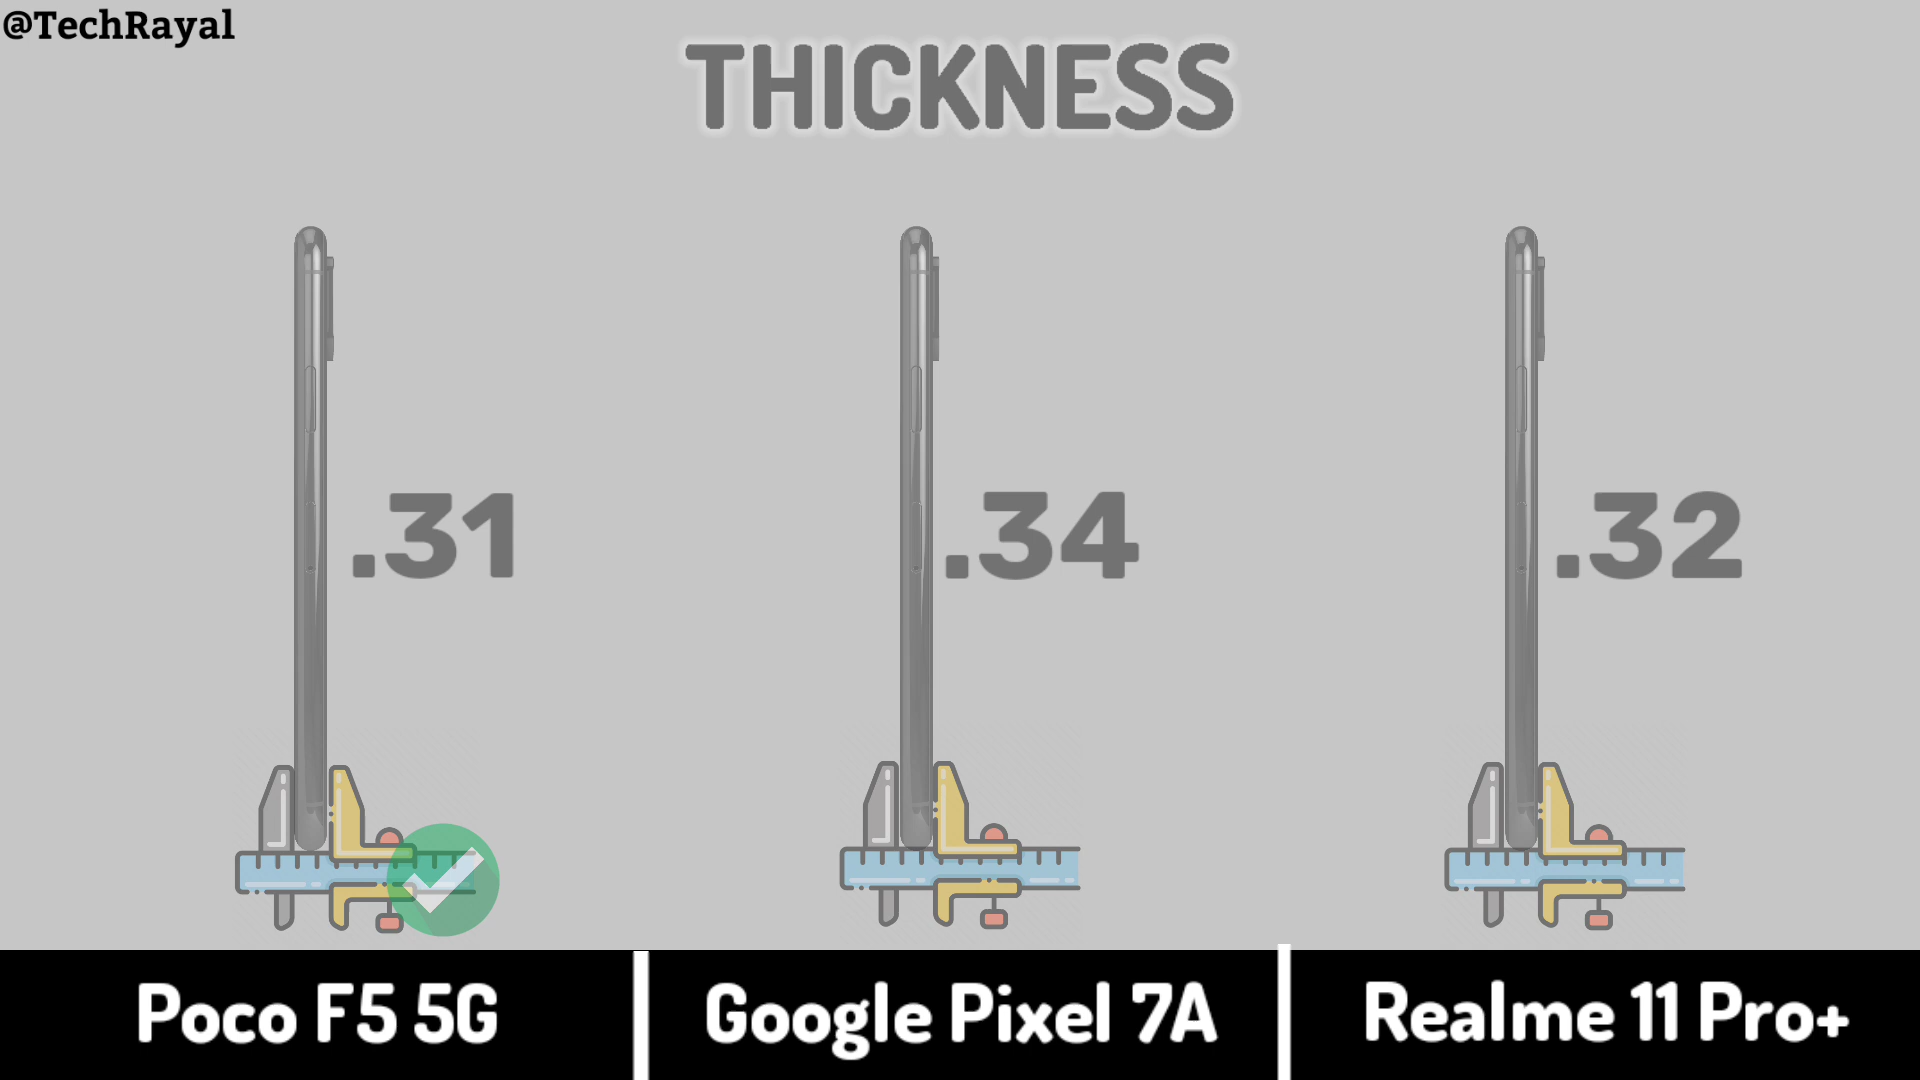 @TechRayal
THICKNESS
.31
.34
.32
Poco F5 5G
Google Pixel 7A
Realme 11 Pro+